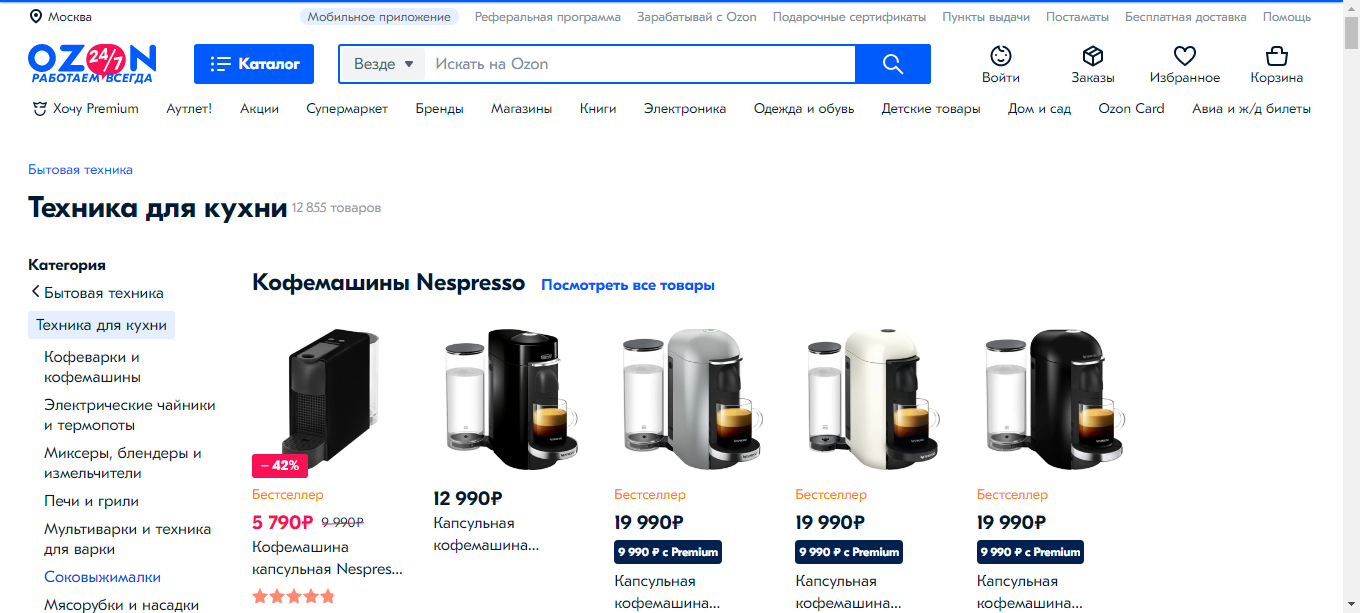 Москва
Мобильное приложение
Реферальная программа
Зарабатывай с Ozon
Подарочные сертификаты
Пункты выдачи
Постаматы
Бесплатная доставка
Помощь
OZON
24/7
РАБОТАЕМ ВСЕГДА
Каталог
Везде
Искать на Ozon
Войти
Заказы
Избранное
Корзина
Хочу Premium
Аутлет!
Акции
Супермаркет
Бренды
Магазины
Книги
Электроника
Одежда и обувь
Детские товары
Дом и сад
Ozon Card
Авиа и ж/д билеты
Бытовая техника
Техника для кухни 12 855 товаров
Категория
Бытовая техника
Техника для кухни
Кофеварки и
кофемашины
Электрические чайники
и термопоты
Миксеры, блендеры и
измельчители
Печи и грили
Мультиварки и техника
для варки
Соковыжималки
Мясорубки и насадки
Кофемашины Nespresso Посмотреть все товары
– 42%
Бестселлер
5 790₽ 9 990₽
Кофемашина
капсульная Nespres...
12 990₽
Капсульная
кофемашина...
Бестселлер
19 990₽
9 990 ₽ с Premium
Капсульная
кофемашина...
Бестселлер
19 990₽
9 990 ₽ с Premium
Капсульная
кофемашина...
Бестселлер
19 990₽
9 990 ₽ с Premium
Капсульная
кофемашина...